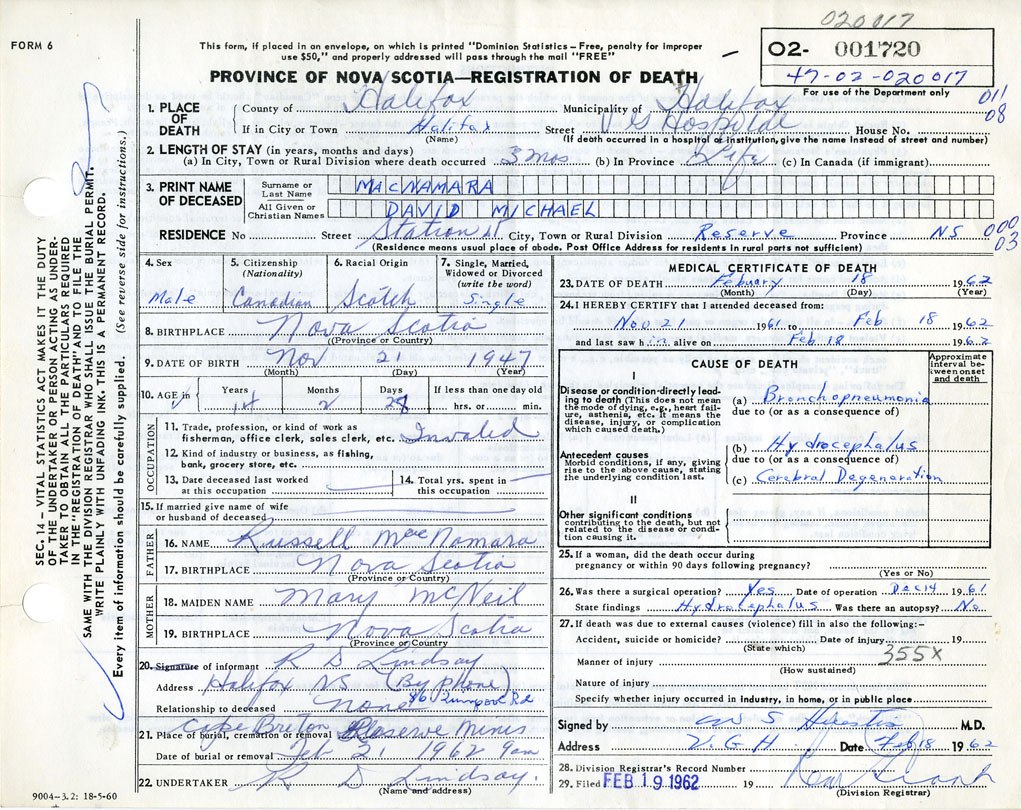 020017
FORM 6
This form, if placed in an envelope, on which is printed "Dominion Statistics – Free, penalty for improper
use $50," and properly addressed will pass through the mail "FREE"
O2- 001720
47-02-020017
For use of the Department only
PROVINCE OF NOVA SCOTIA—REGISTRATION OF DEATH
011
08
1. PLACE OF DEATH County of Halifax Municipality of Halifax
If in City or Town Halifax Street V G Hospital House No.
(Name) (If death occurred in a hospital or institution, give the name instead of street and number)
2. LENGTH OF STAY (in years, months and days)
(a) In City, Town or Rural Division where death occurred 3 mos (b) In Province Life (c) In Canada (if immigrant)
3. PRINT NAME OF DECEASED Surname or Last Name MACNAMARA
All Given or Christian Names DAVID MICHAEL
RESIDENCE No Street Station St City, Town or Rural Division Reserve Province NS
000
03
(Residence means usual place of abode. Post Office Address for residents in rural parts not sufficient)
4. Sex Male
5. Citizenship (Nationality) Canadian
6. Racial Origin Scotch
7. Single, Married, Widowed or Divorced (write the word) Single
8. BIRTHPLACE Nova Scotia
(Province or Country)
9. DATE OF BIRTH Nov 21 1947
(Month) (Day) (Year)
10. AGE in Years 14 Months 2 Days 28 If less than one day old hrs. or min.
OCCUPATION
11. Trade, profession or kind of work as
fisherman, office clerk, sales clerk, etc. Invalid
12. Kind of industry or business, as fishing,
bank, grocery store, etc.
13. Date deceased last worked
at this occupation
14. Total yrs. spent in
this occupation
15. If married give name of wife
or husband of deceased
FATHER
16. NAME Russell MacNamara
17. BIRTHPLACE Nova Scotia
(Province or Country)
MOTHER
18. MAIDEN NAME Mary McNeil
19. BIRTHPLACE Nova Scotia
(Province or Country)
20. Signature of informant R D Lindsay
Address Halifax NS (By phone)
Relationship to deceased None
21. Place of burial, cremation or removal Cape Breton Reserve Mines
Date of burial or removal Feb 21 1962 9am
22. UNDERTAKER R D Lindsay.
(Name and address)
9004-3.2: 18-5-60
MEDICAL CERTIFICATE OF DEATH
23. DATE OF DEATH Febuary 18 1962
(Month) (Day) (Year)
24. I HEREBY CERTIFY that I attended deceased from:
Nov 21 1961 to Feb 18 1962
and last saw him alive on Feb 18 1962
CAUSE OF DEATH
Approximate interval between onset and death
I
Disease or condition directly leading to death (This does not mean the mode of dying, e.g., heart failure, asthenia, etc. It means the disease, injury, or complication which caused death.)
(a) Bronchopneumonia
due to (or as a consequence of)
Antecedent causes
Morbid conditions, if any, giving rise to the above cause, stating the underlying condition last.
(b) Hydrocephalus
due to (or as a consequence of)
(c) Cerebral Degeneration
II
Other significant conditions
contributing to the death, but not related to the disease or condition causing it.
25. If a woman, did the death occur during
pregnancy or within 90 days following pregnancy?
(Yes or No)
26. Was there a surgical operation? Yes Date of operation DEC 14 1961
State findings Hydrocephalus Was there an autopsy? No
27. If death was due to external causes (violence) fill in also the following:–
Accident, suicide or homicide? Date of injury 19
(State which)
355X
Manner of injury
(How sustained)
Nature of injury
Specify whether injury occurred in industry, in home, or in public place
Signed by W S M.D.
Address V.G.H. Date Feb 18 1962
28. Division Registrar's Record Number
29. Filed FEB 19 1962
(Division Registrar)
SEC. 14 – VITAL STATISTICS ACT MAKES IT THE DUTY
OF THE UNDERTAKER OR PERSON ACTING AS UNDER-
TAKER TO OBTAIN ALL THE PARTICULARS REQUIRED
IN THE "REGISTRATION OF DEATH" AND TO FILE THE
SAME WITH THE DIVISION REGISTRAR WHO SHALL ISSUE THE BURIAL PERMIT.
WRITE PLAINLY WITH UNFADING INK. THIS IS A PERMANENT RECORD.
Every item of information should be carefully supplied. (See reverse side for instructions.)